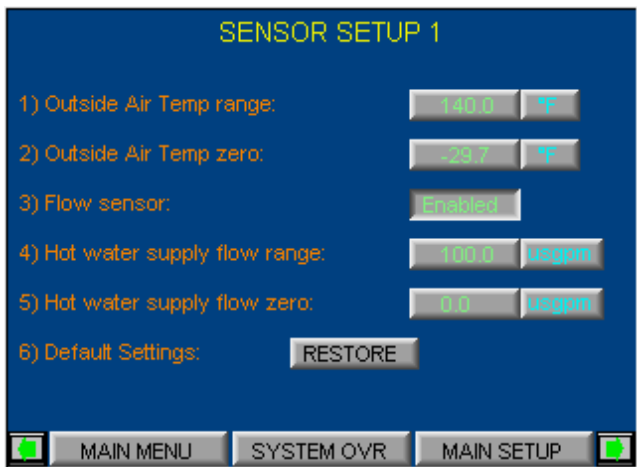 SENSOR SETUP 1
1) Outside Air Temp range: 140.0 °F
2) Outside Air Temp zero: -29.7 °F
3) Flow sensor: Enabled
4) Hot water supply flow range: 100.0 usgpm
5) Hot water supply flow zero: 0.0 usgpm
6) Default Settings: RESTORE
MAIN MENU SYSTEM OVR MAIN SETUP